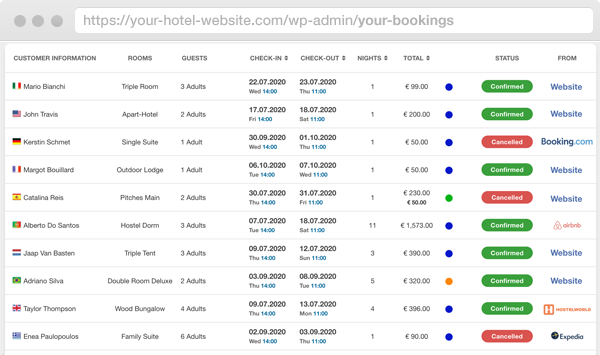 https://your-hotel-website.com/wp-admin/your-bookings
CUSTOMER INFORMATION ROOMS GUESTS CHECK-IN CHECK-OUT NIGHTS TOTAL STATUS FROM
Mario Bianchi Triple Room 3 Adults 22.07.2020 23.07.2020 1 € 99.00 Confirmed Website
Wed 14:00 Thu 11:00
John Travis Apart-Hotel 2 Adults 17.07.2020 18.07.2020 1 € 200.00 Confirmed Website
Fri 14:00 Sat 11:00
Kerstin Schmet Single Suite 1 Adult 30.09.2020 01.10.2020 1 € 50.00 Cancelled Booking.com
Wed 14:00 Thu 11:00
Margot Bouillard Outdoor Lodge 1 Adult 06.10.2020 07.10.2020 1 € 50.00 Confirmed Website
Tue 14:00 Wed 11:00
Catalina Reis Pitches Main 2 Adults 30.07.2020 31.07.2020 1 € 230.00 Cancelled Website
Thu 14:00 Fri 11:00 € 50.00
Alberto Do Santos Hostel Dorm 3 Adults 07.07.2020 18.07.2020 11 € 1,573.00 Confirmed airbnb
Tue 14:00 Sat 11:00
Jaap Van Basten Triple Tent 3 Adults 09.07.2020 12.07.2020 3 € 390.00 Confirmed Website
Thu 14:00 Sun 11:00
Adriano Silva Double Room Deluxe 2 Adults 03.09.2020 08.09.2020 5 € 320.00 Confirmed Website
Thu 14:00 Tue 11:00
Taylor Thompson Wood Bungalow 4 Adults 09.07.2020 13.07.2020 4 € 396.00 Confirmed HOSTELWORLD
Thu 14:00 Mon 11:00
Enea Paulopoulos Family Suite 6 Adults 02.09.2020 03.09.2020 1 € 90.00 Cancelled Expedia
Wed 14:00 Thu 11:00